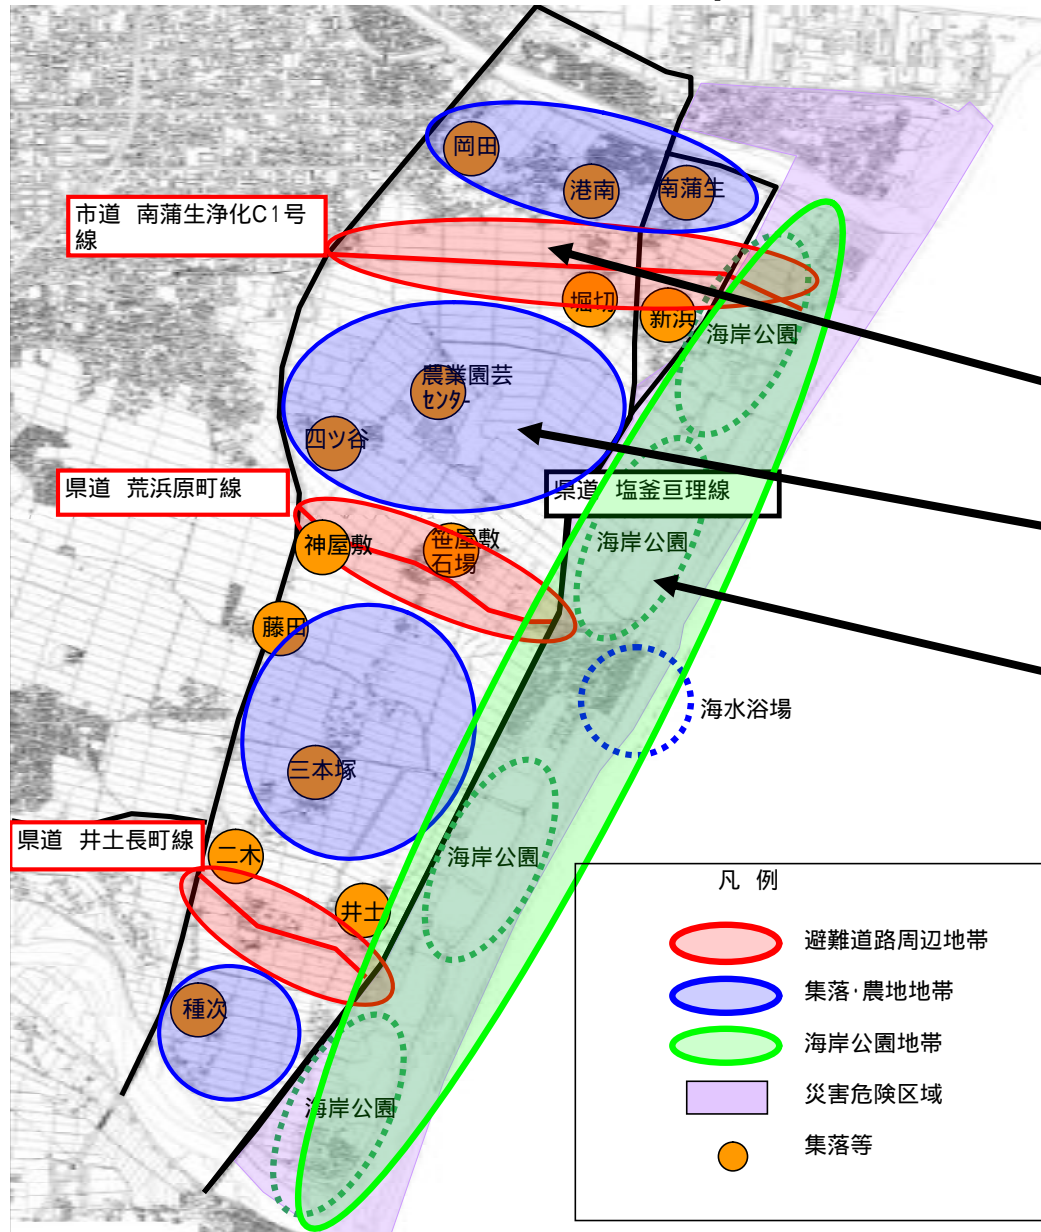 岡田
港南
南蒲生
市道 南蒲生浄化C1号
線
堀切
新浜
海岸公園
農業園芸
センター
四ツ谷
県道 荒浜原町線
県道 塩釜亘理線
神屋敷
笹屋敷
石場
海岸公園
藤田
海水浴場
三本塚
県道 井土長町線
二木
海岸公園
井土
種次
海岸公園
凡 例
避難道路周辺地帯
集落・農地地帯
海岸公園地帯
災害危険区域
集落等